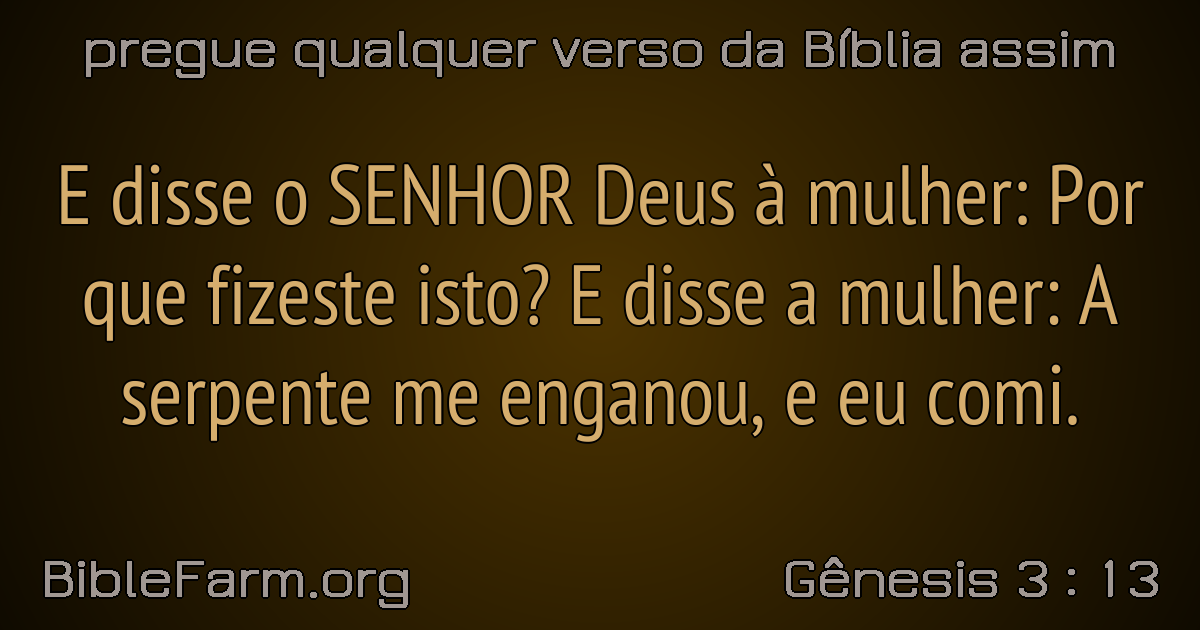 pregue qualquer verso da Bíblia assim
E disse o SENHOR Deus à mulher: Por
que fizeste isto? E disse a mulher: A
serpente me enganou, e eu comi.
BibleFarm.org
Gênesis 3 : 13